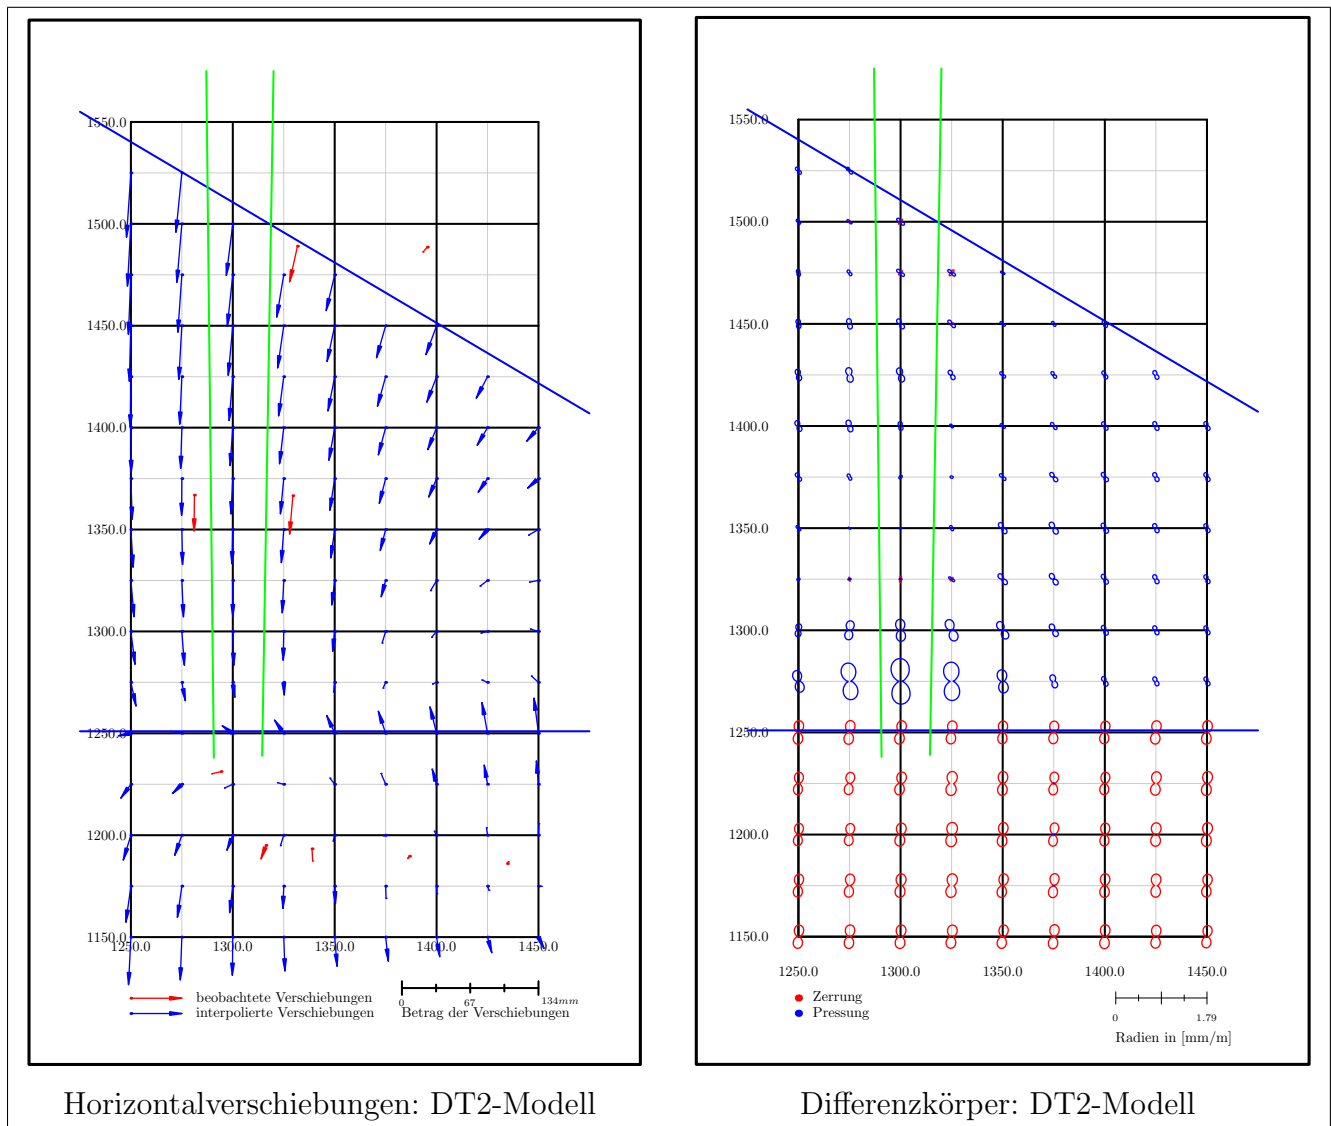 1550.0
1500.0
1450.0
1400.0
1350.0
1300.0
1250.0
1200.0
1150.0
1250.0 1300.0 1350.0 1400.0 1450.0
beobachtete Verschiebungen
interpolierte Verschiebungen
0 67 134mm
Betrag der Verschiebungen
Horizontalverschiebungen: DT2-Modell
1550.0
1500.0
1450.0
1400.0
1350.0
1300.0
1250.0
1200.0
1150.0
1250.0 1300.0 1350.0 1400.0 1450.0
Zerrung
Pressung
0 1.79
Radien in [mm/m]
Differenzkörper: DT2-Modell